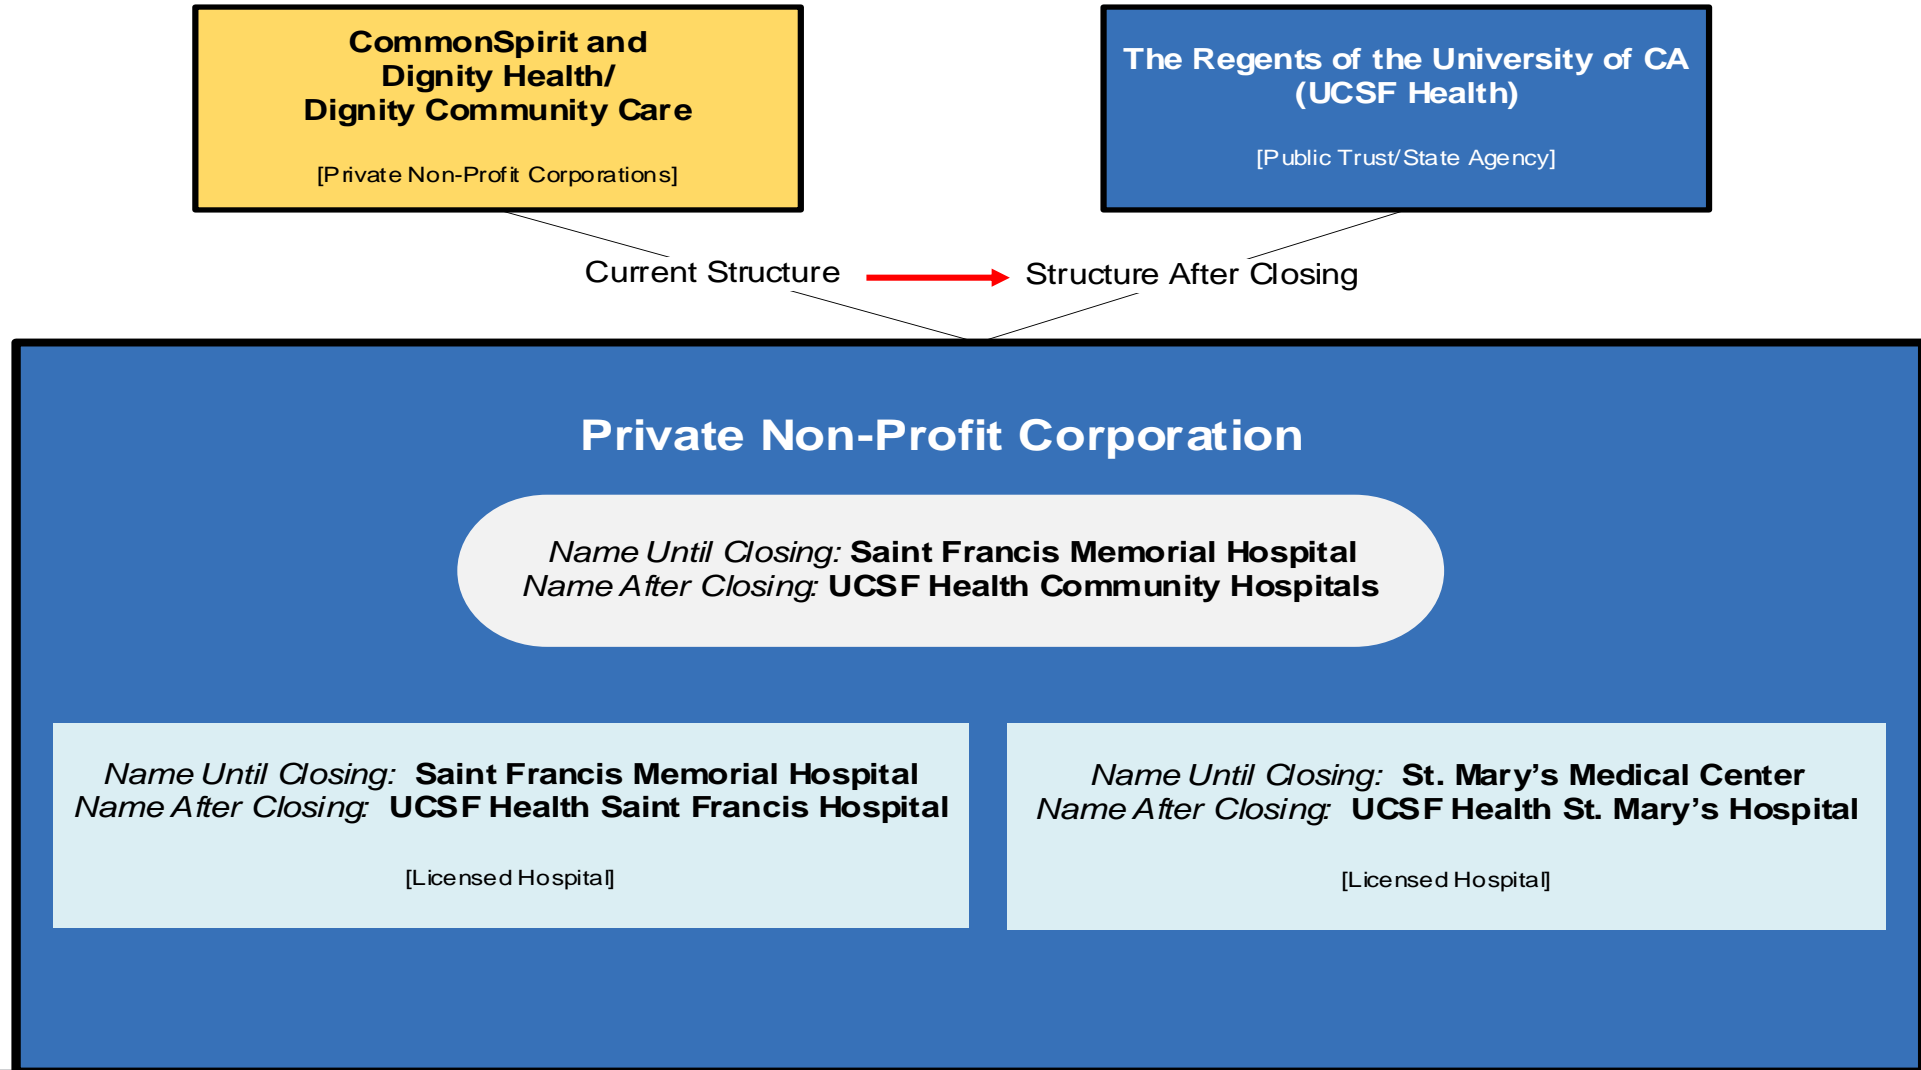 CommonSpirit and
Dignity Health/
Dignity Community Care
[Private Non-Profit Corporations]
The Regents of the University of CA
(UCSF Health)
[Public Trust/State Agency]
Current Structure
Structure After Closing
Private Non-Profit Corporation
Name Until Closing: Saint Francis Memorial Hospital
Name After Closing: UCSF Health Community Hospitals
Name Until Closing: Saint Francis Memorial Hospital
Name After Closing: UCSF Health Saint Francis Hospital
[Licensed Hospital]
Name Until Closing: St. Mary’s Medical Center
Name After Closing: UCSF Health St. Mary’s Hospital
[Licensed Hospital]